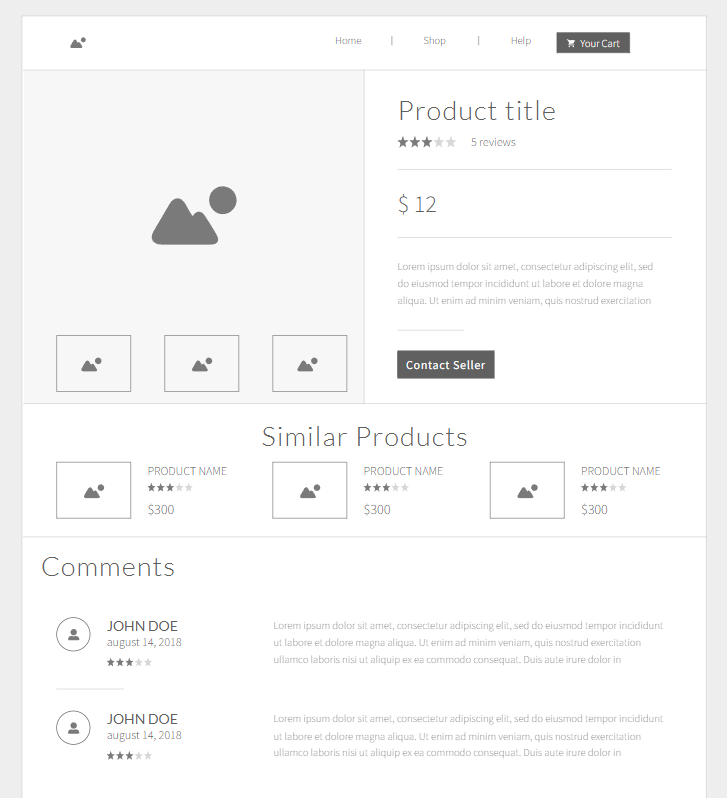 Home | Shop | Help Your Cart
Product title
5 reviews
$ 12
Lorem ipsum dolor sit amet, consectetur adipiscing elit, sed
do eiusmod tempor incididunt ut labore et dolore magna
aliqua. Ut enim ad minim veniam, quis nostrud exercitation
Contact Seller
Similar Products
PRODUCT NAME
$300
PRODUCT NAME
$300
PRODUCT NAME
$300
Comments
JOHN DOE
august 14, 2018
Lorem ipsum dolor sit amet, consectetur adipiscing elit, sed do eiusmod tempor incididunt
ut labore et dolore magna aliqua. Ut enim ad minim veniam, quis nostrud exercitation
ullamco laboris nisi ut aliquip ex ea commodo consequat. Duis aute irure dolor in
JOHN DOE
august 14, 2018
Lorem ipsum dolor sit amet, consectetur adipiscing elit, sed do eiusmod tempor incididunt
ut labore et dolore magna aliqua. Ut enim ad minim veniam, quis nostrud exercitation
ullamco laboris nisi ut aliquip ex ea commodo consequat. Duis aute irure dolor in